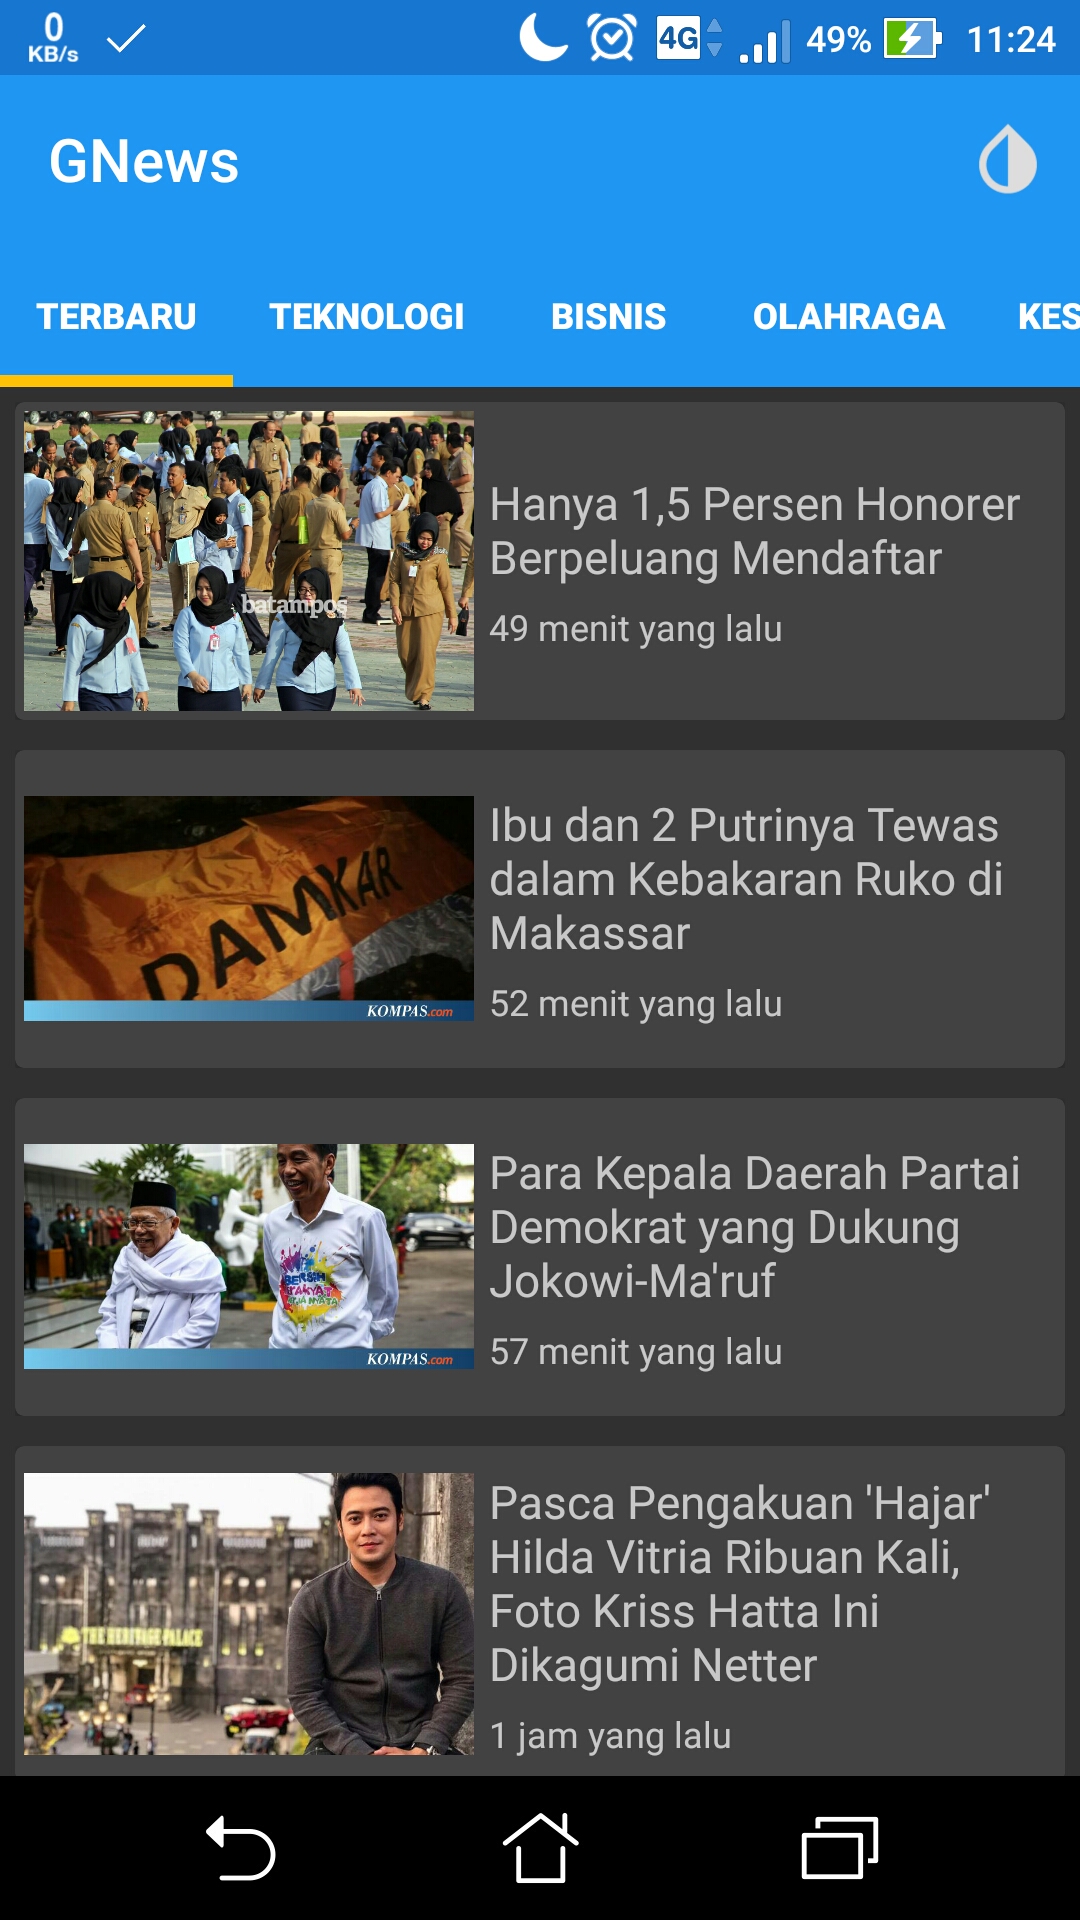 0
KB/s
4G
49%
11:24
GNews
TERBARU
TEKNOLOGI
BISNIS
OLAHRAGA
KES
batampos
Hanya 1,5 Persen Honorer
Berpeluang Mendaftar
49 menit yang lalu
DAMKAR
KOMPAS.com
Ibu dan 2 Putrinya Tewas
dalam Kebakaran Ruko di
Makassar
52 menit yang lalu
BERSIH
KOMPAS.com
Para Kepala Daerah Partai
Demokrat yang Dukung
Jokowi-Ma'ruf
57 menit yang lalu
THE HERITAGE PALACE
Pasca Pengakuan 'Hajar'
Hilda Vitria Ribuan Kali,
Foto Kriss Hatta Ini
Dikagumi Netter
1 jam yang lalu